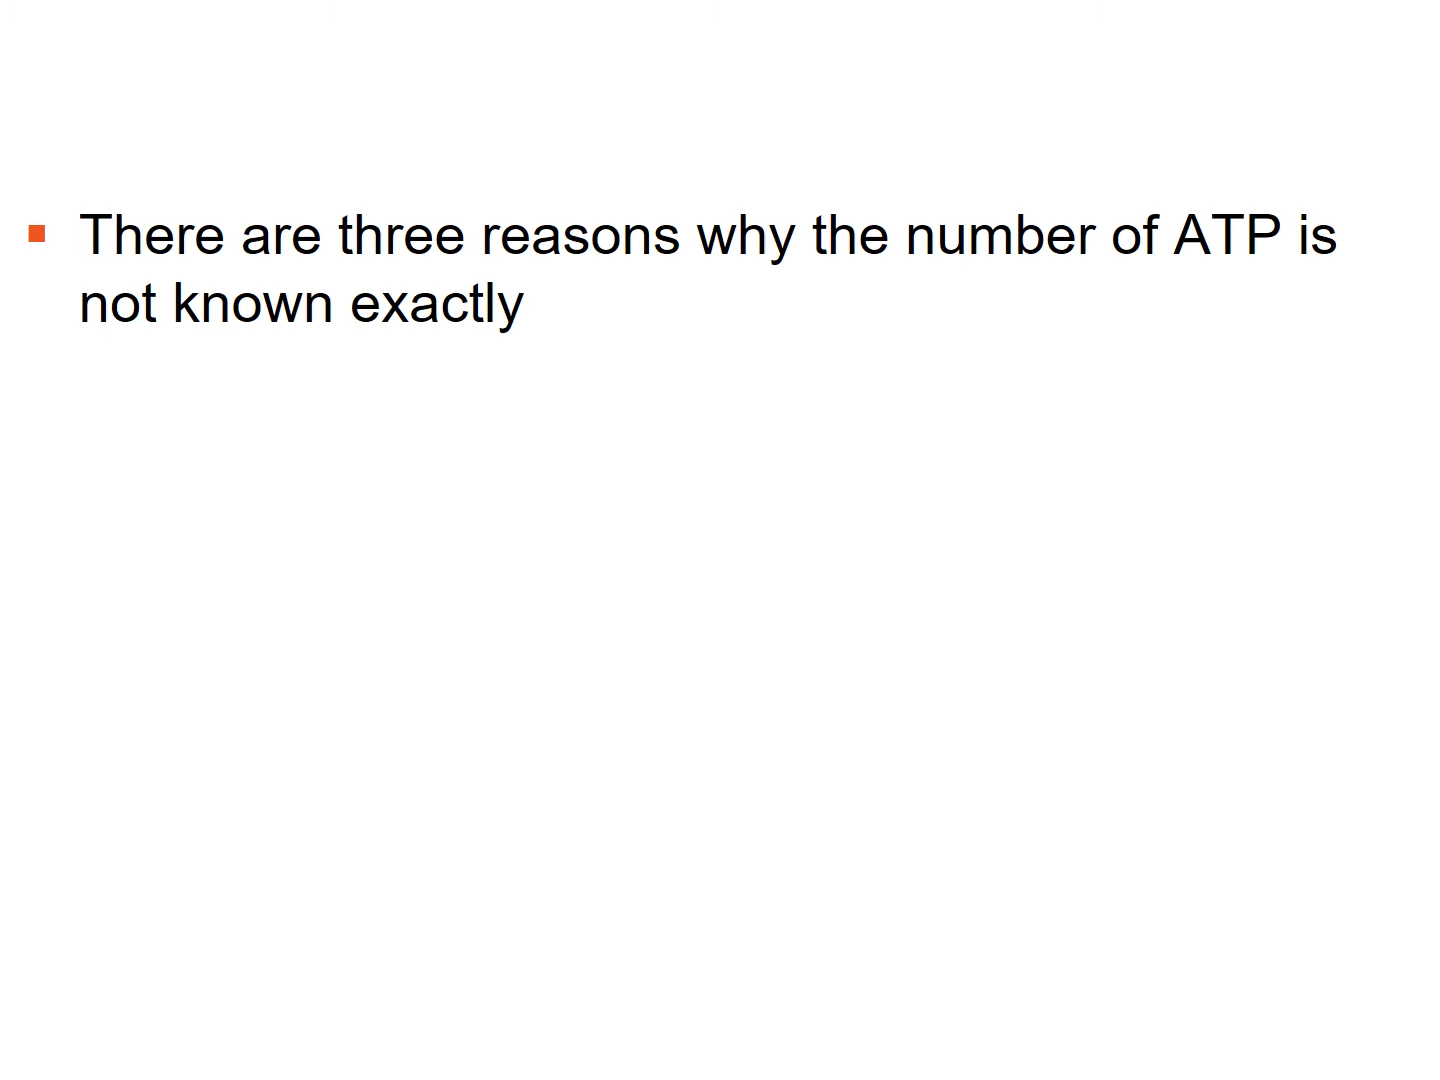 There are three reasons why the number of ATP is
not known exactly